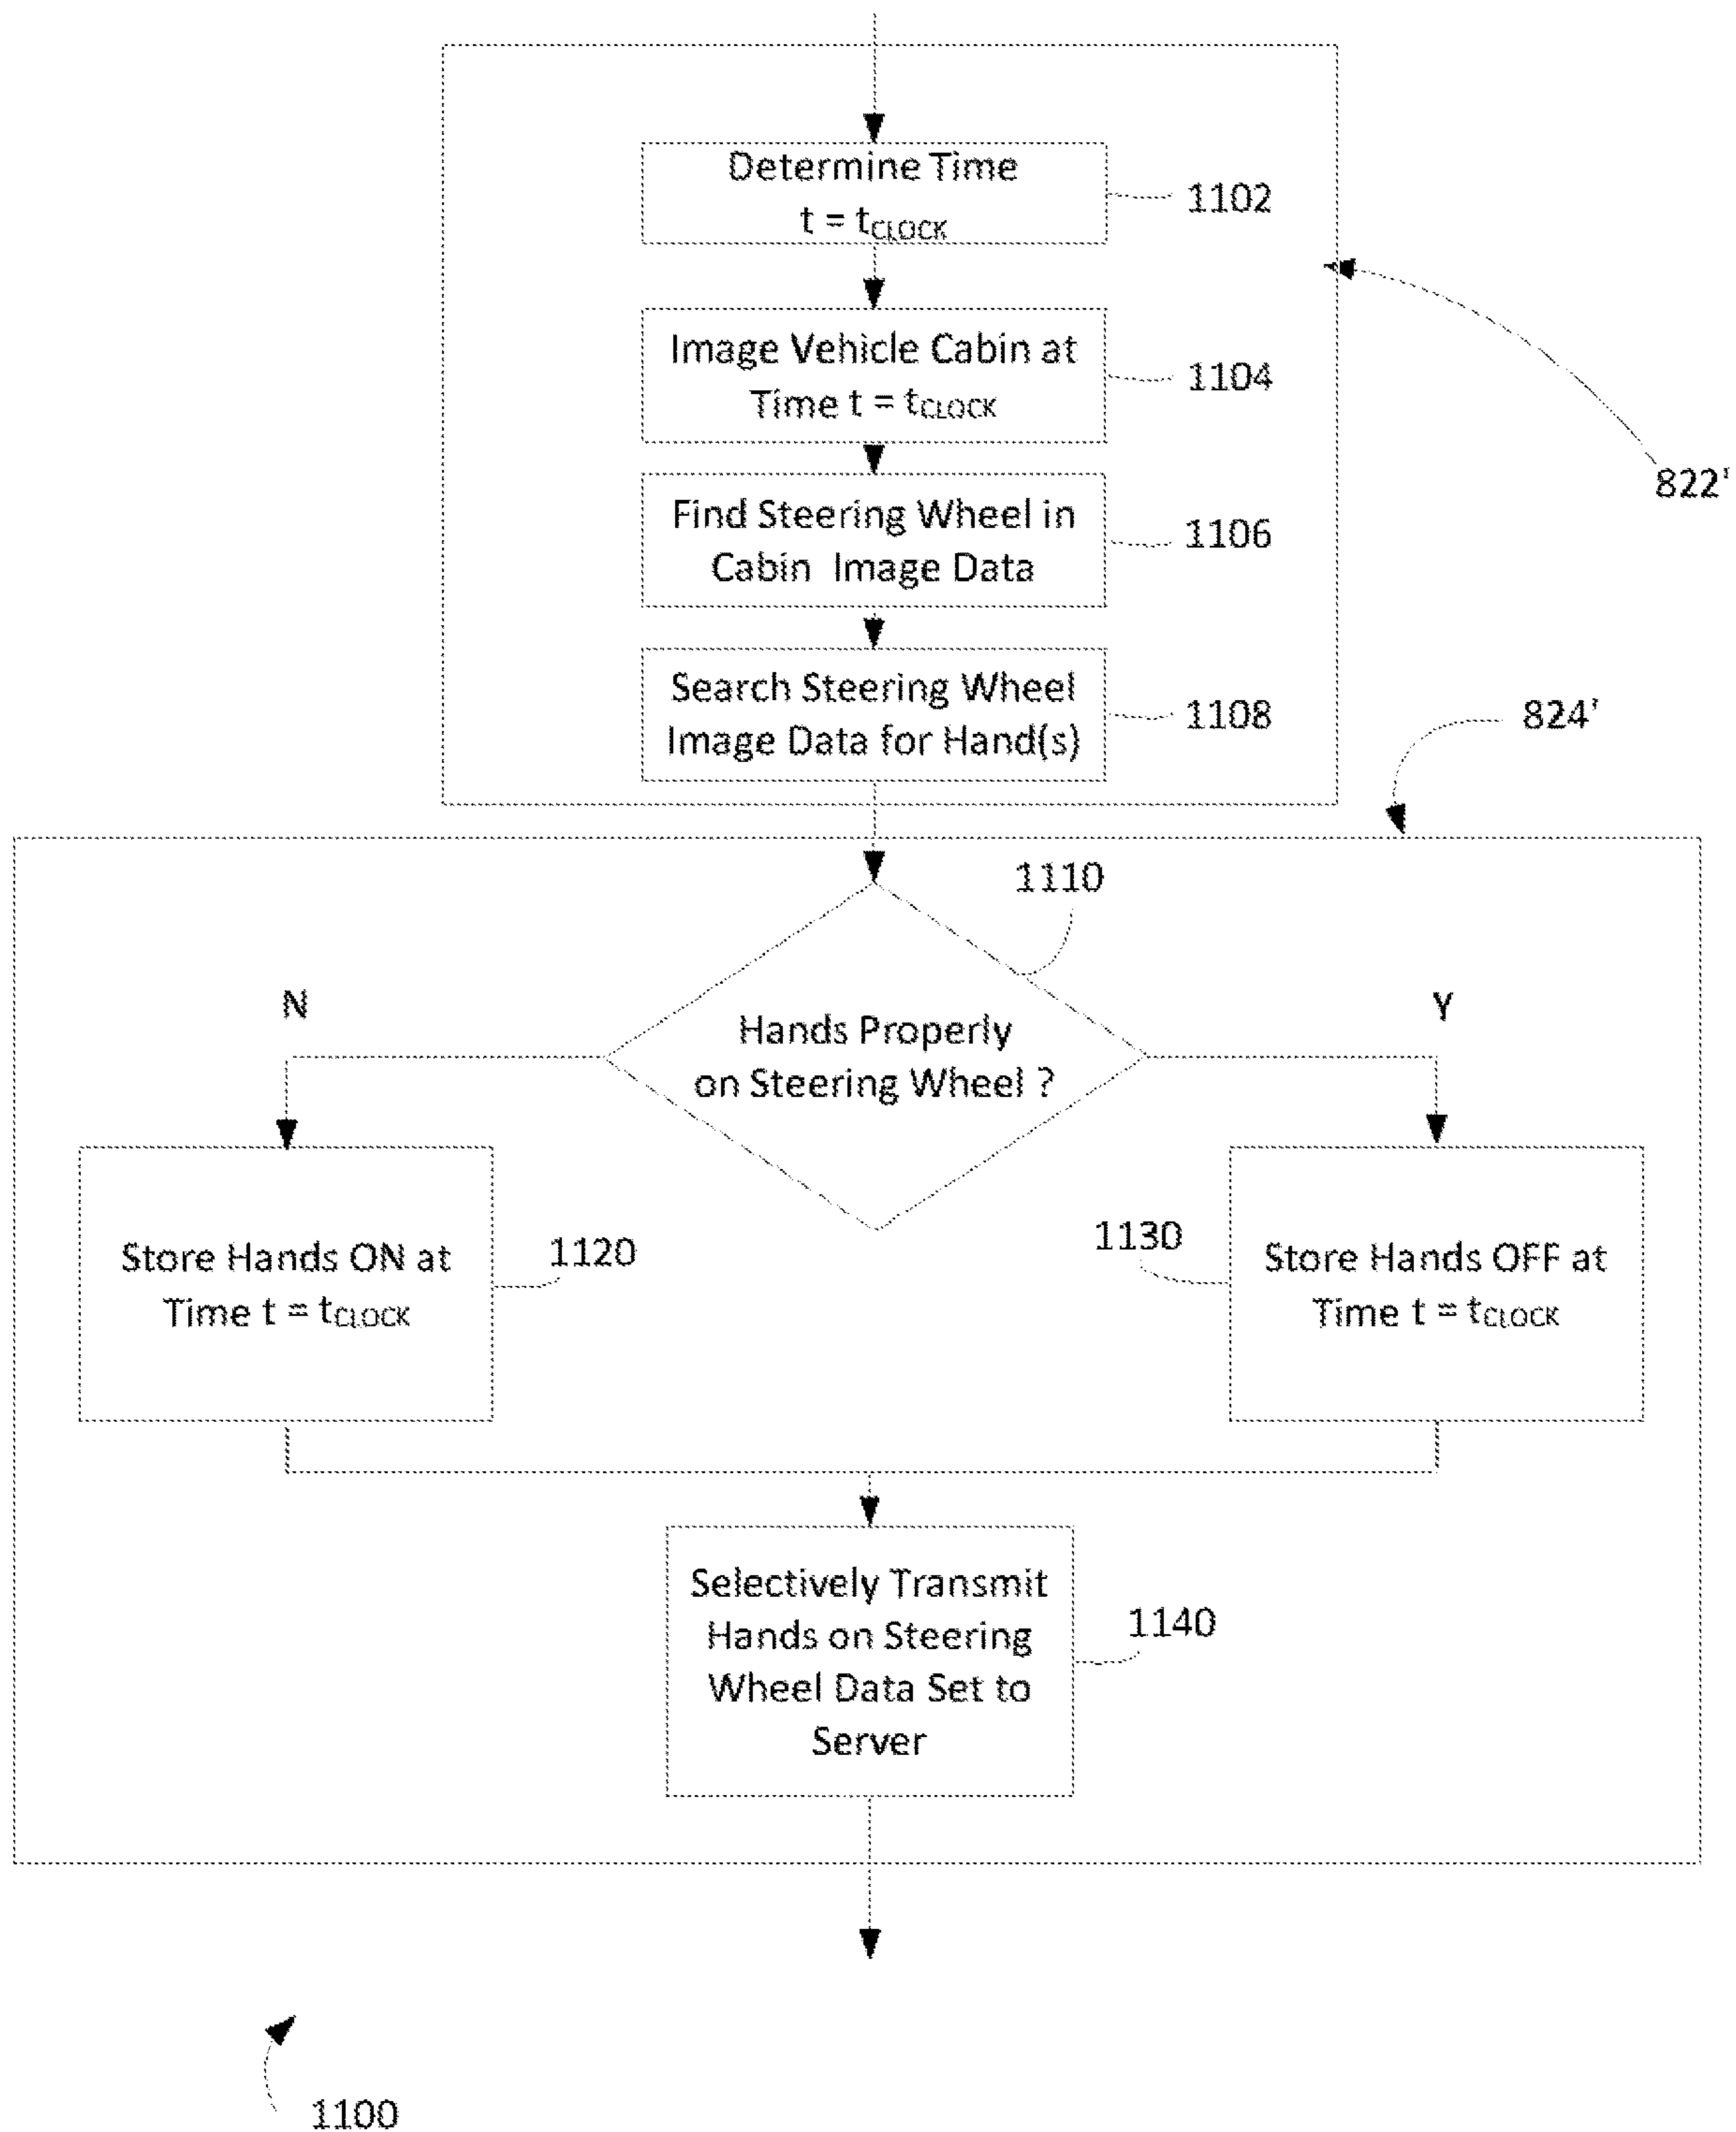 Determine Time
t = tCLOCK
1102
Image Vehicle Cabin at
Time t = tCLOCK
1104
822'
Find Steering Wheel in
Cabin Image Data
1106
Search Steering Wheel
Image Data for Hand(s)
1108
824'
1110
N
Y
Hands Properly
on Steering Wheel ?
Store Hands ON at
Time t = tCLOCK
1120
1130
Store Hands OFF at
Time t = tCLOCK
Selectively Transmit
Hands on Steering
Wheel Data Set to
Server
1140
1100